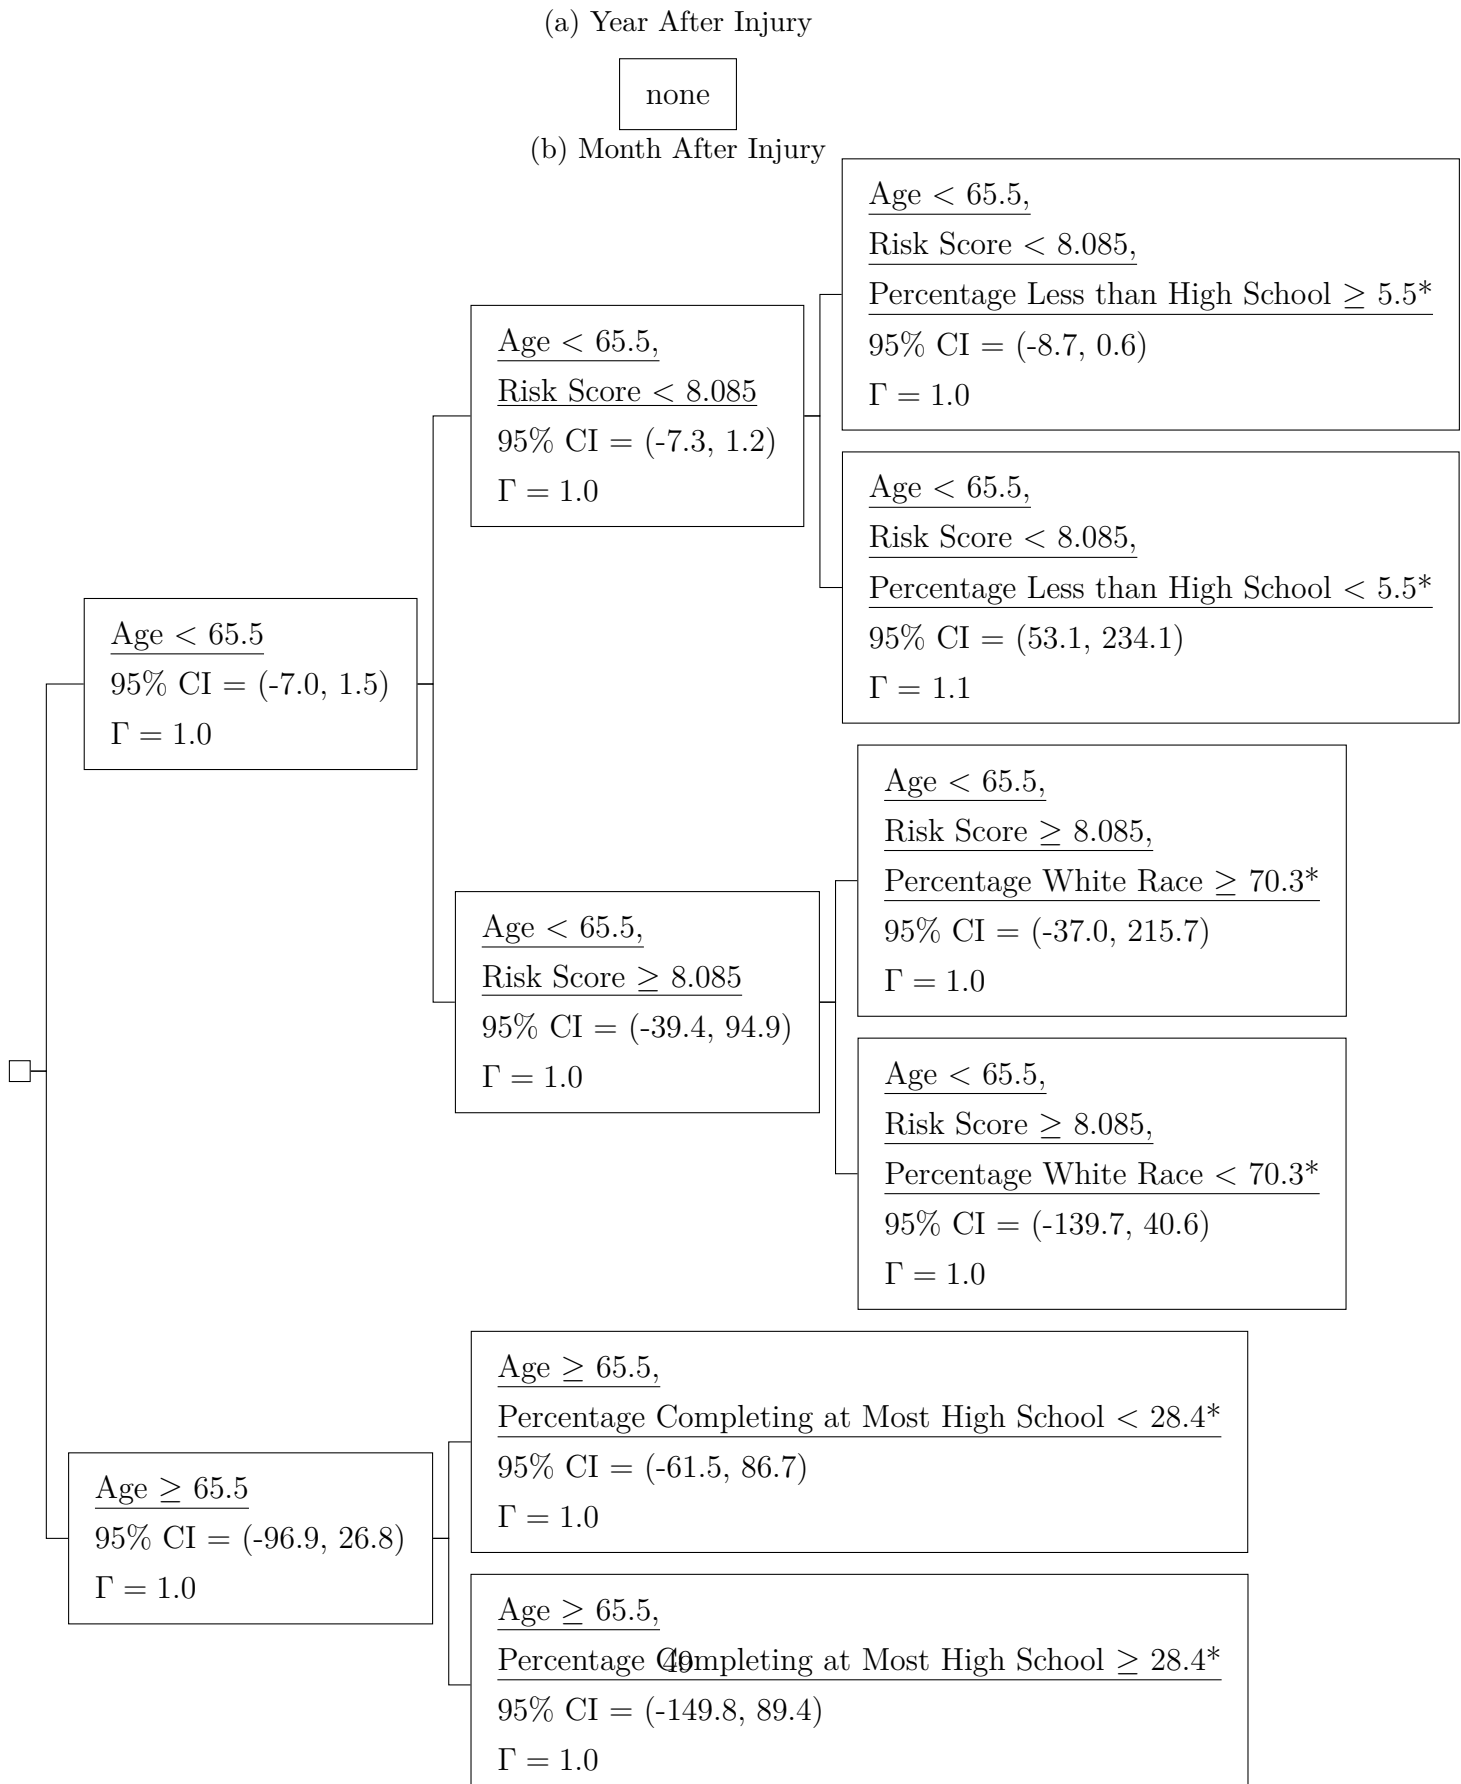 (a) Year After Injury
none
(b) Month After Injury
Age < 65.5,
Risk Score < 8.085,
Percentage Less than High School ≥ 5.5*
95% CI = (-8.7, 0.6)
Γ = 1.0
Age < 65.5,
Risk Score < 8.085
95% CI = (-7.3, 1.2)
Γ = 1.0
Age < 65.5,
Risk Score < 8.085,
Percentage Less than High School < 5.5*
95% CI = (53.1, 234.1)
Γ = 1.1
Age < 65.5
95% CI = (-7.0, 1.5)
Γ = 1.0
Age < 65.5,
Risk Score ≥ 8.085,
Percentage White Race ≥ 70.3*
95% CI = (-37.0, 215.7)
Γ = 1.0
Age < 65.5,
Risk Score ≥ 8.085
95% CI = (-39.4, 94.9)
Γ = 1.0
Age < 65.5,
Risk Score ≥ 8.085,
Percentage White Race < 70.3*
95% CI = (-139.7, 40.6)
Γ = 1.0
Age ≥ 65.5,
Percentage Completing at Most High School < 28.4*
95% CI = (-61.5, 86.7)
Γ = 1.0
Age ≥ 65.5
95% CI = (-96.9, 26.8)
Γ = 1.0
Age ≥ 65.5,
Percentage Completing at Most High School ≥ 28.4*
49
95% CI = (-149.8, 89.4)
Γ = 1.0